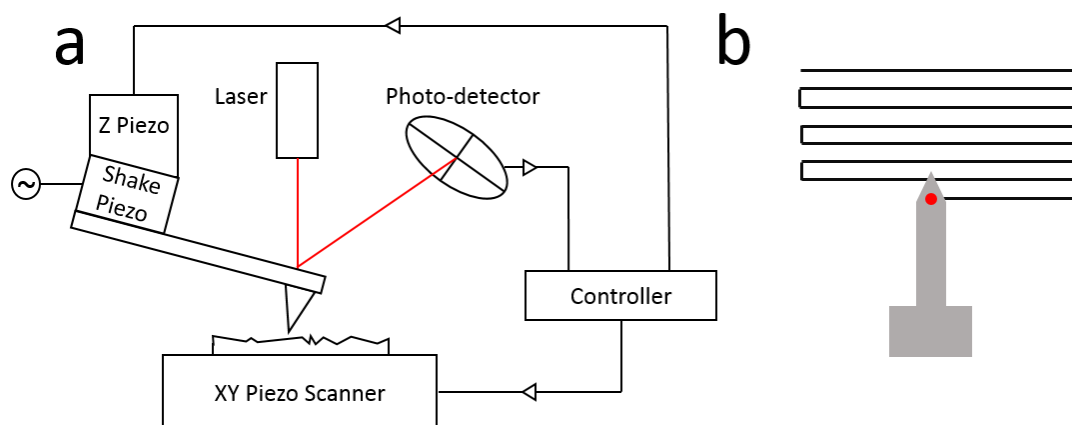 a
b
Laser
Photo-detector
Z Piezo
Shake
Piezo
~
Controller
XY Piezo Scanner